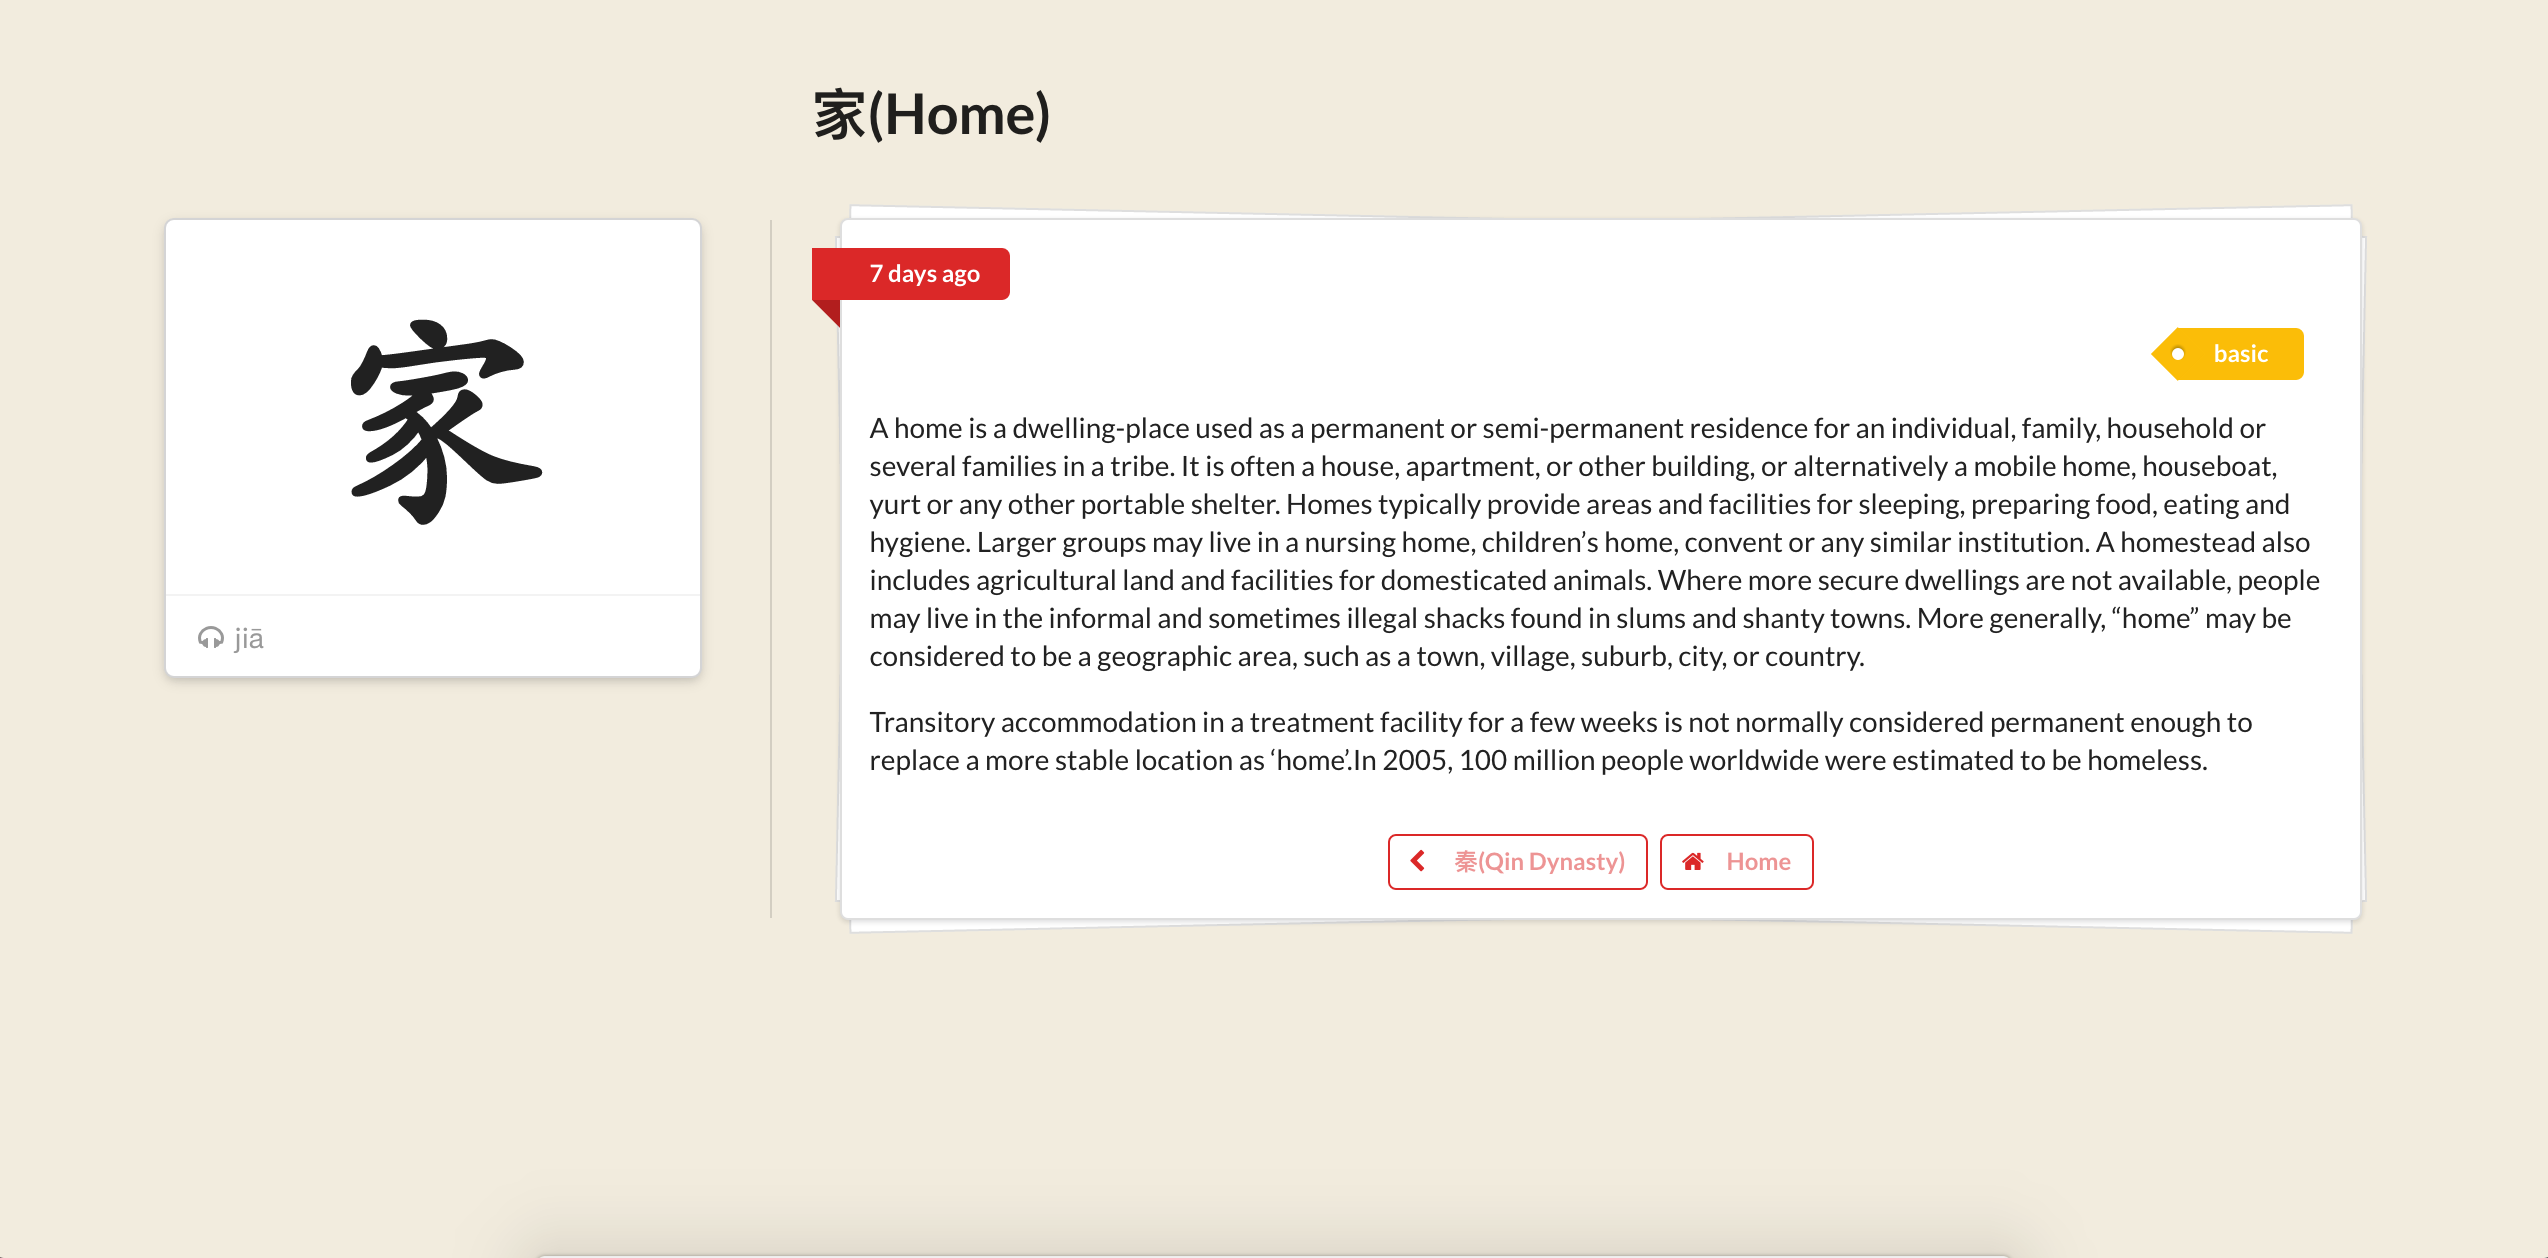 家(Home)
家
jiā
7 days ago
basic
A home is a dwelling-place used as a permanent or semi-permanent residence for an individual, family, household or
several families in a tribe. It is often a house, apartment, or other building, or alternatively a mobile home, houseboat,
yurt or any other portable shelter. Homes typically provide areas and facilities for sleeping, preparing food, eating and
hygiene. Larger groups may live in a nursing home, children’s home, convent or any similar institution. A homestead also
includes agricultural land and facilities for domesticated animals. Where more secure dwellings are not available, people
may live in the informal and sometimes illegal shacks found in slums and shanty towns. More generally, “home” may be
considered to be a geographic area, such as a town, village, suburb, city, or country.
Transitory accommodation in a treatment facility for a few weeks is not normally considered permanent enough to
replace a more stable location as ‘home’.In 2005, 100 million people worldwide were estimated to be homeless.
秦(Qin Dynasty)
Home